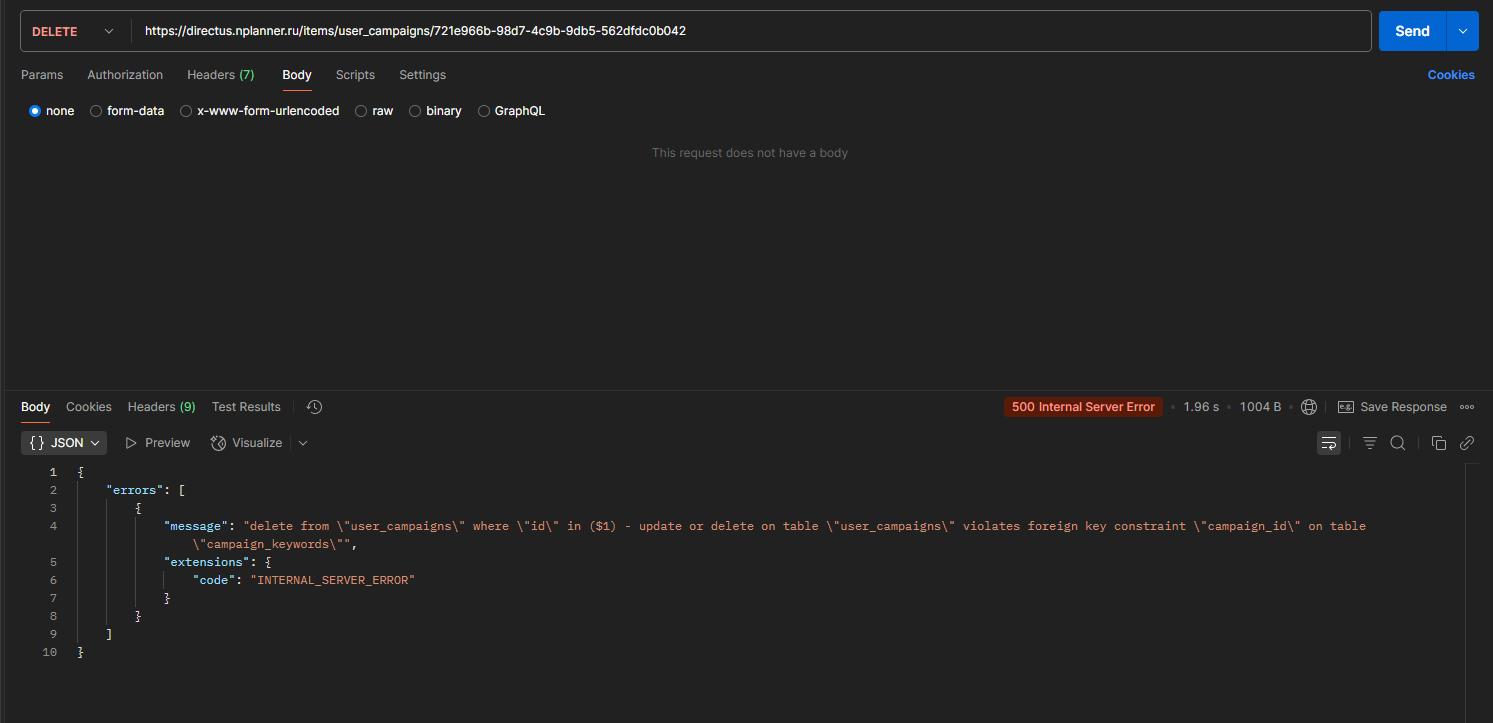 DELETE https://directus.nplanner.ru/items/user_campaigns/721e966b-98d7-4c9b-9db5-562dfdc0b042 Send
Params Authorization Headers (7) Body Scripts Settings Cookies
none form-data x-www-form-urlencoded raw binary GraphQL
This request does not have a body
Body Cookies Headers (9) Test Results 500 Internal Server Error • 1.96 s • 1004 B • e.g. Save Response
{} JSON Preview Visualize
1 {
2 "errors": [
3 {
4 "message": "delete from \"user_campaigns\" where \"id\" in ($1) - update or delete on table \"user_campaigns\" violates foreign key constraint \"campaign_id\" on table
\"campaign_keywords\"",
5 "extensions": {
6 "code": "INTERNAL_SERVER_ERROR"
7 }
8 }
9 ]
10 }